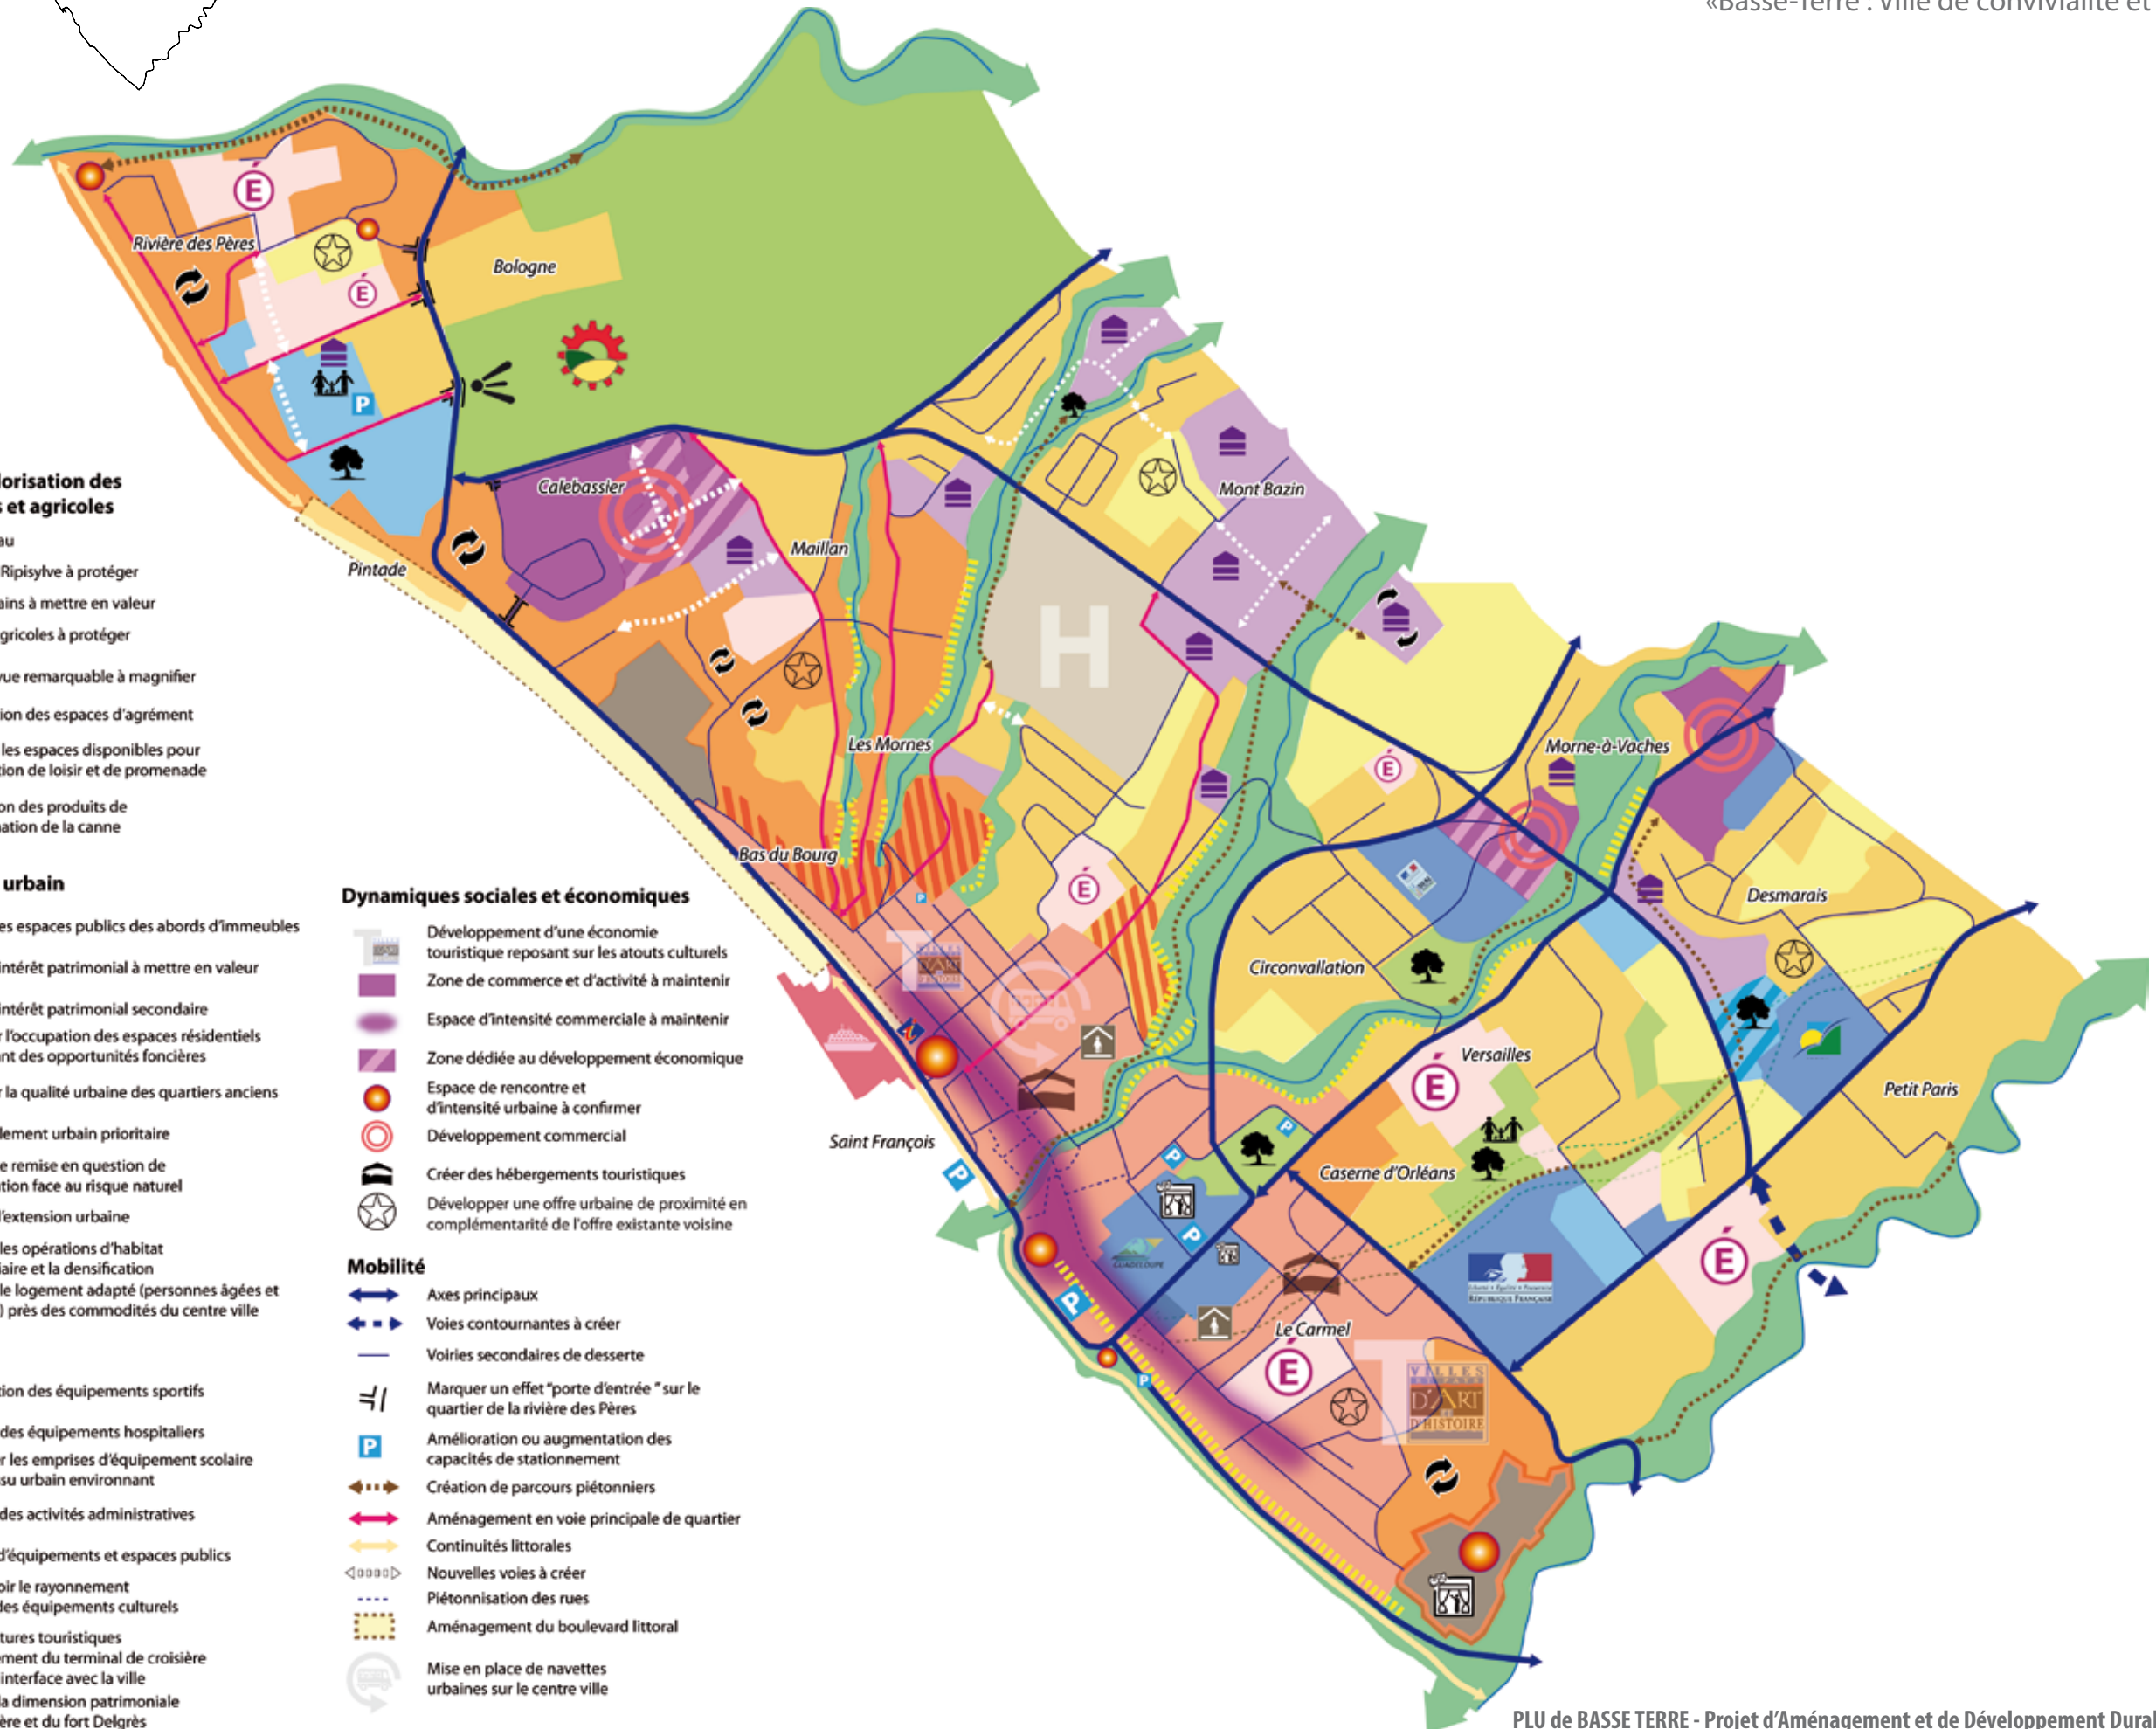 «Basse-Terre : Ville de convivialité et
Rivière des Pères
É
É
Bologne
P
Calebassier
Maillan
Pintade
Mont Bazin
H
Les Mornes
Morne-à-Vaches
É
Bas du Bourg
P
É
Desmarais
Circonvallation
Versailles
É
Petit Paris
Saint François
P
P
P
P
Caserne d'Orléans
GUADELOUPE
P
P
É
RÉPUBLIQUE FRANÇAISE
Le Carmel
É
T
VILLES
D'ART
ET
D'HISTOIRE
lorisation des
s et agricoles
au
Ripisylve à protéger
ains à mettre en valeur
gricoles à protéger
vue remarquable à magnifier
ion des espaces d'agrément
les espaces disponibles pour
tion de loisir et de promenade
on des produits de
nation de la canne
urbain
es espaces publics des abords d'immeubles
intérêt patrimonial à mettre en valeur
intérêt patrimonial secondaire
r l'occupation des espaces résidentiels
nt des opportunités foncières
r la qualité urbaine des quartiers anciens
lement urbain prioritaire
e remise en question de
tion face au risque naturel
l'extension urbaine
les opérations d'habitat
iaire et la densification
le logement adapté (personnes âgées et
) près des commodités du centre ville
tion des équipements sportifs
des équipements hospitaliers
r les emprises d'équipement scolaire
su urbain environnant
des activités administratives
d'équipements et espaces publics
oir le rayonnement
des équipements culturels
tures touristiques
ement du terminal de croisière
interface avec la ville
la dimension patrimoniale
ère et du fort Delgrès
Dynamiques sociales et économiques
Développement d'une économie
touristique reposant sur les atouts culturels
Zone de commerce et d'activité à maintenir
Espace d'intensité commerciale à maintenir
Zone dédiée au développement économique
Espace de rencontre et
d'intensité urbaine à confirmer
Développement commercial
Créer des hébergements touristiques
Développer une offre urbaine de proximité en
complémentarité de l'offre existante voisine
Mobilité
Axes principaux
Voies contournantes à créer
Voiries secondaires de desserte
Marquer un effet "porte d'entrée" sur le
quartier de la rivière des Pères
P
Amélioration ou augmentation des
capacités de stationnement
Création de parcours piétonniers
Aménagement en voie principale de quartier
Continuités littorales
Nouvelles voies à créer
Piétonnisation des rues
Aménagement du boulevard littoral
Mise en place de navettes
urbaines sur le centre ville
PLU de BASSE TERRE - Projet d'Aménagement et de Développement Dura